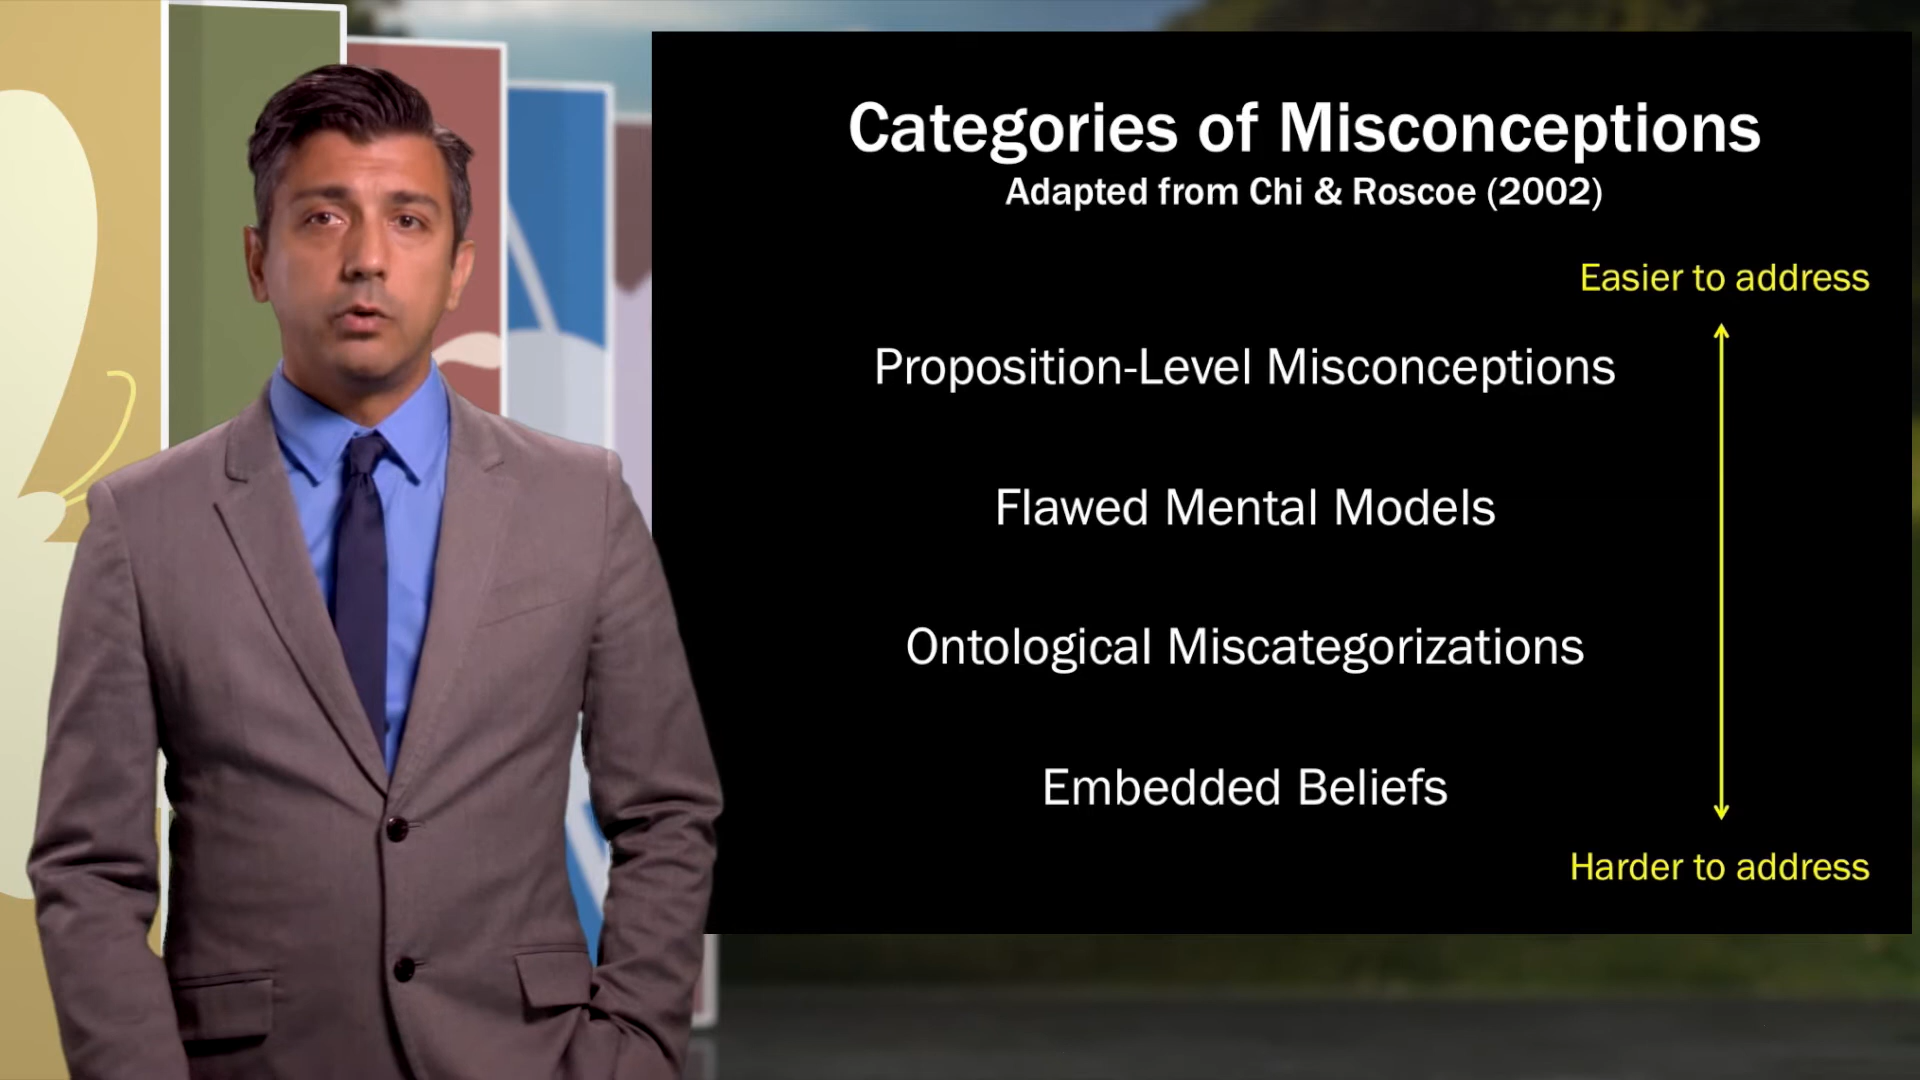 Categories of Misconceptions
Adapted from Chi & Roscoe (2002)
Easier to address
Proposition-Level Misconceptions
Flawed Mental Models
Ontological Miscategorizations
Embedded Beliefs
Harder to address